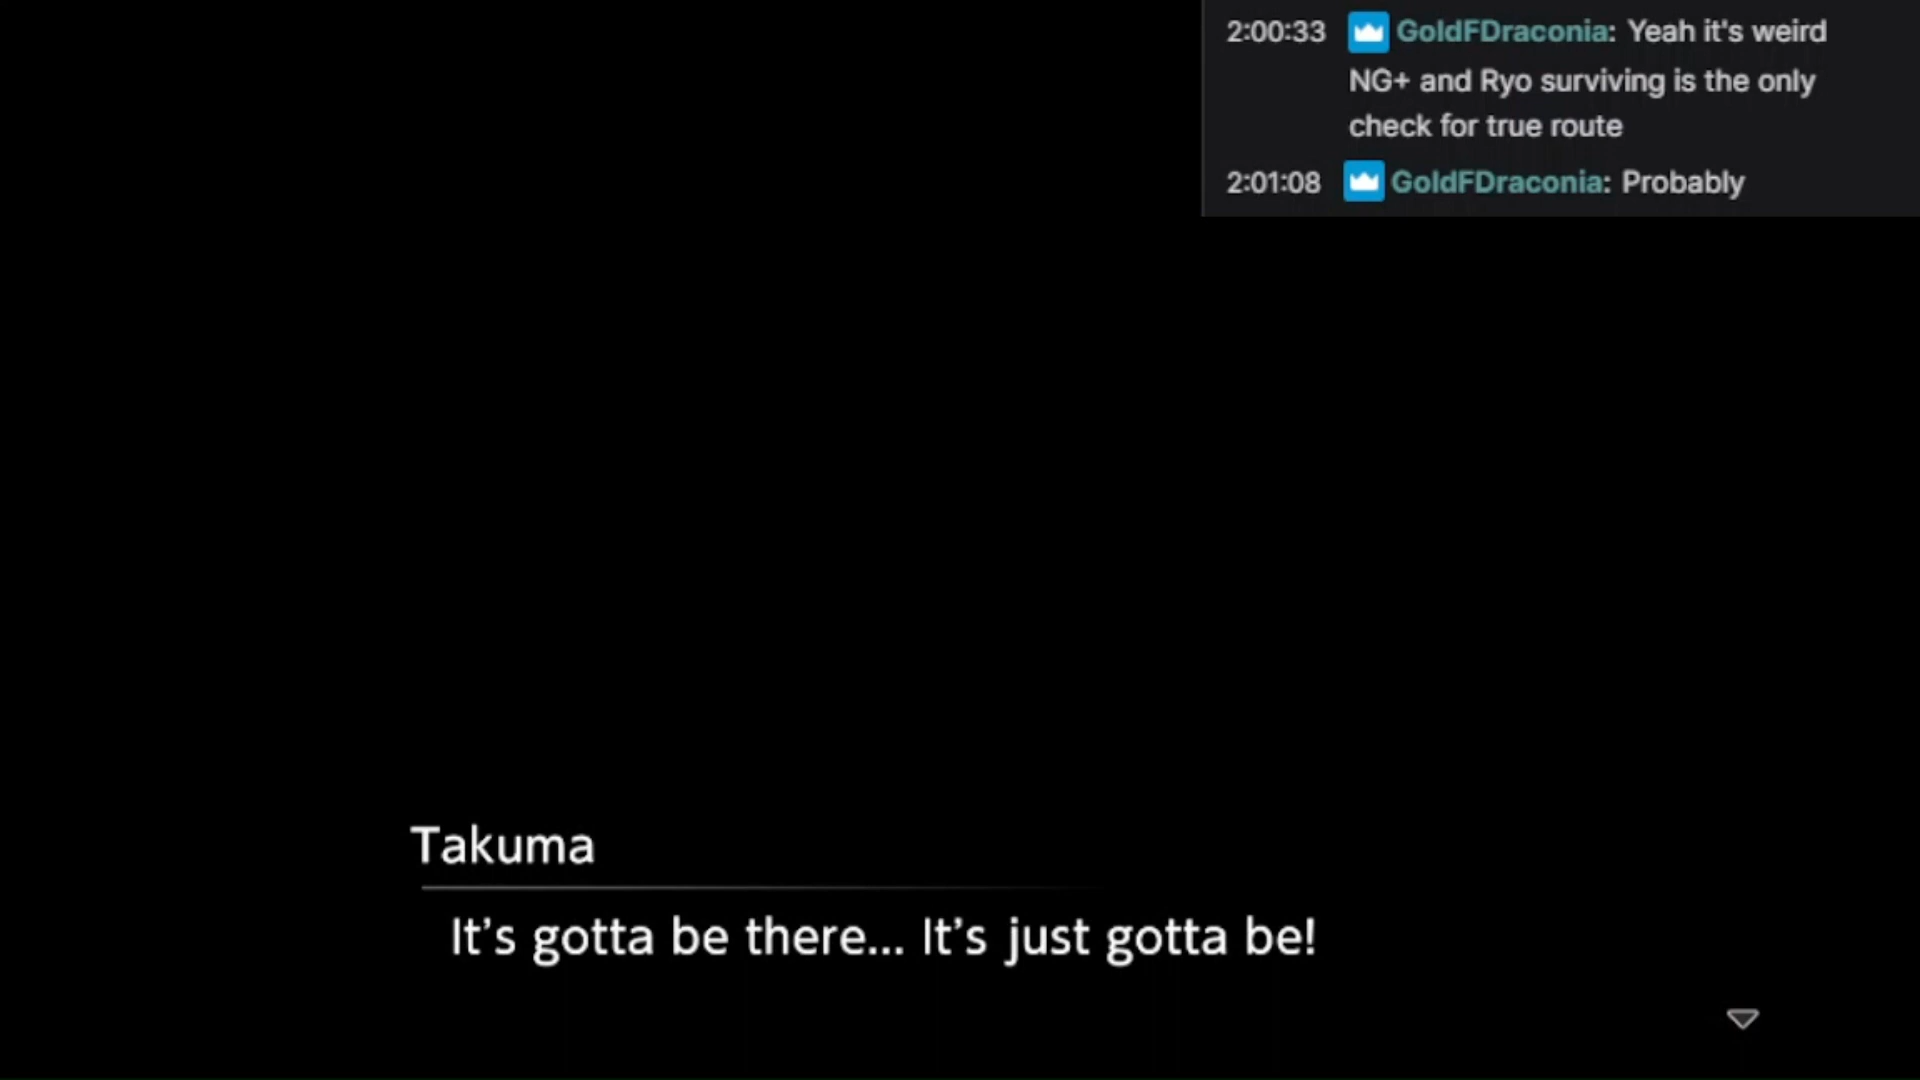 2:00:33 GoldFDraconia: Yeah it's weird
NG+ and Ryo surviving is the only
check for true route
2:01:08 GoldFDraconia: Probably
Takuma
It's gotta be there... It's just gotta be!